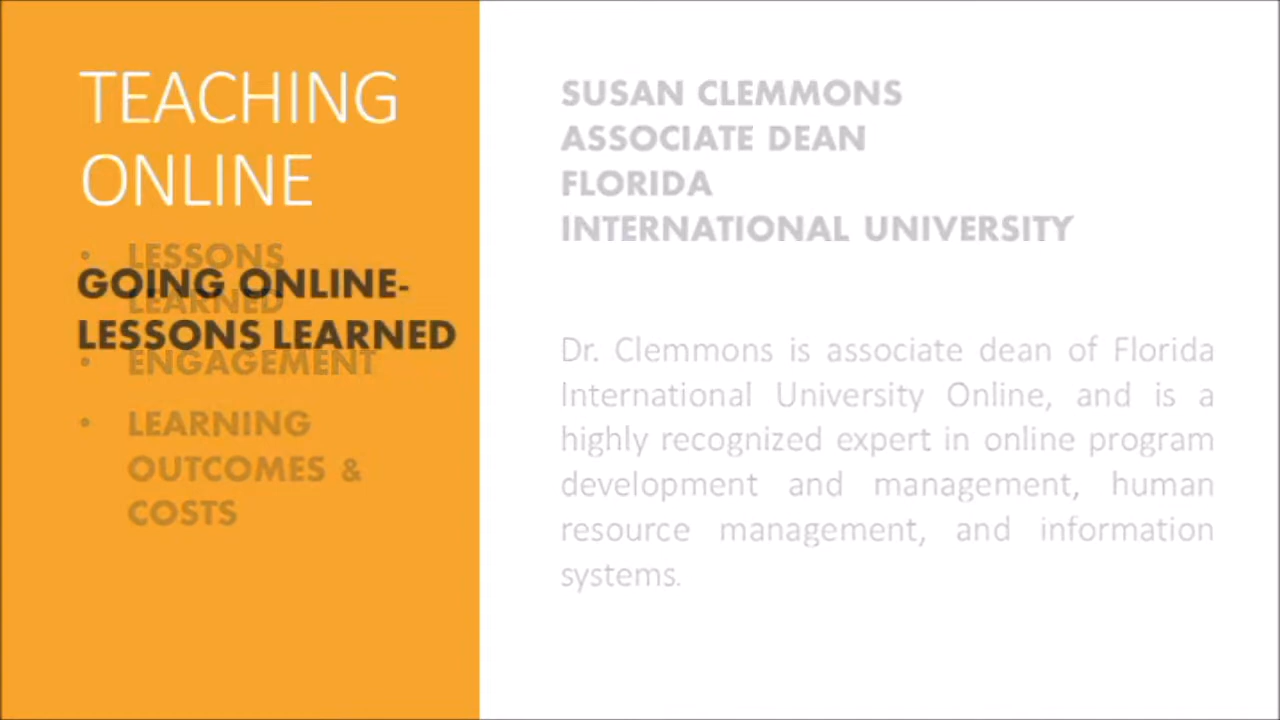 TEACHING
ONLINE
• LESSONS
LEARNED
GOING ONLINE-
LESSONS LEARNED
• ENGAGEMENT
• LEARNING
OUTCOMES &
COSTS
SUSAN CLEMMONS
ASSOCIATE DEAN
FLORIDA
INTERNATIONAL UNIVERSITY
Dr. Clemmons is associate dean of Florida
International University Online, and is a
highly recognized expert in online program
development and management, human
resource management, and information
systems.